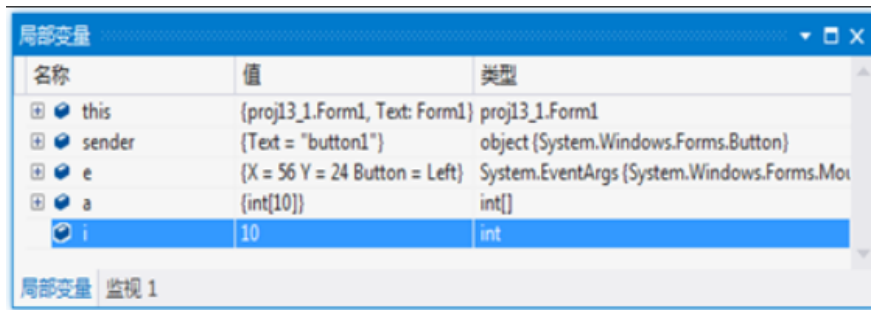 局部变量
名称 值 类型
this {proj13_1.Form1, Text: Form1} proj13_1.Form1
sender {Text = "button1"} object {System.Windows.Forms.Button}
e {X = 56 Y = 24 Button = Left} System.EventArgs {System.Windows.Forms.Mou
a {int[10]} int[]
i 10 int
局部变量 监视 1